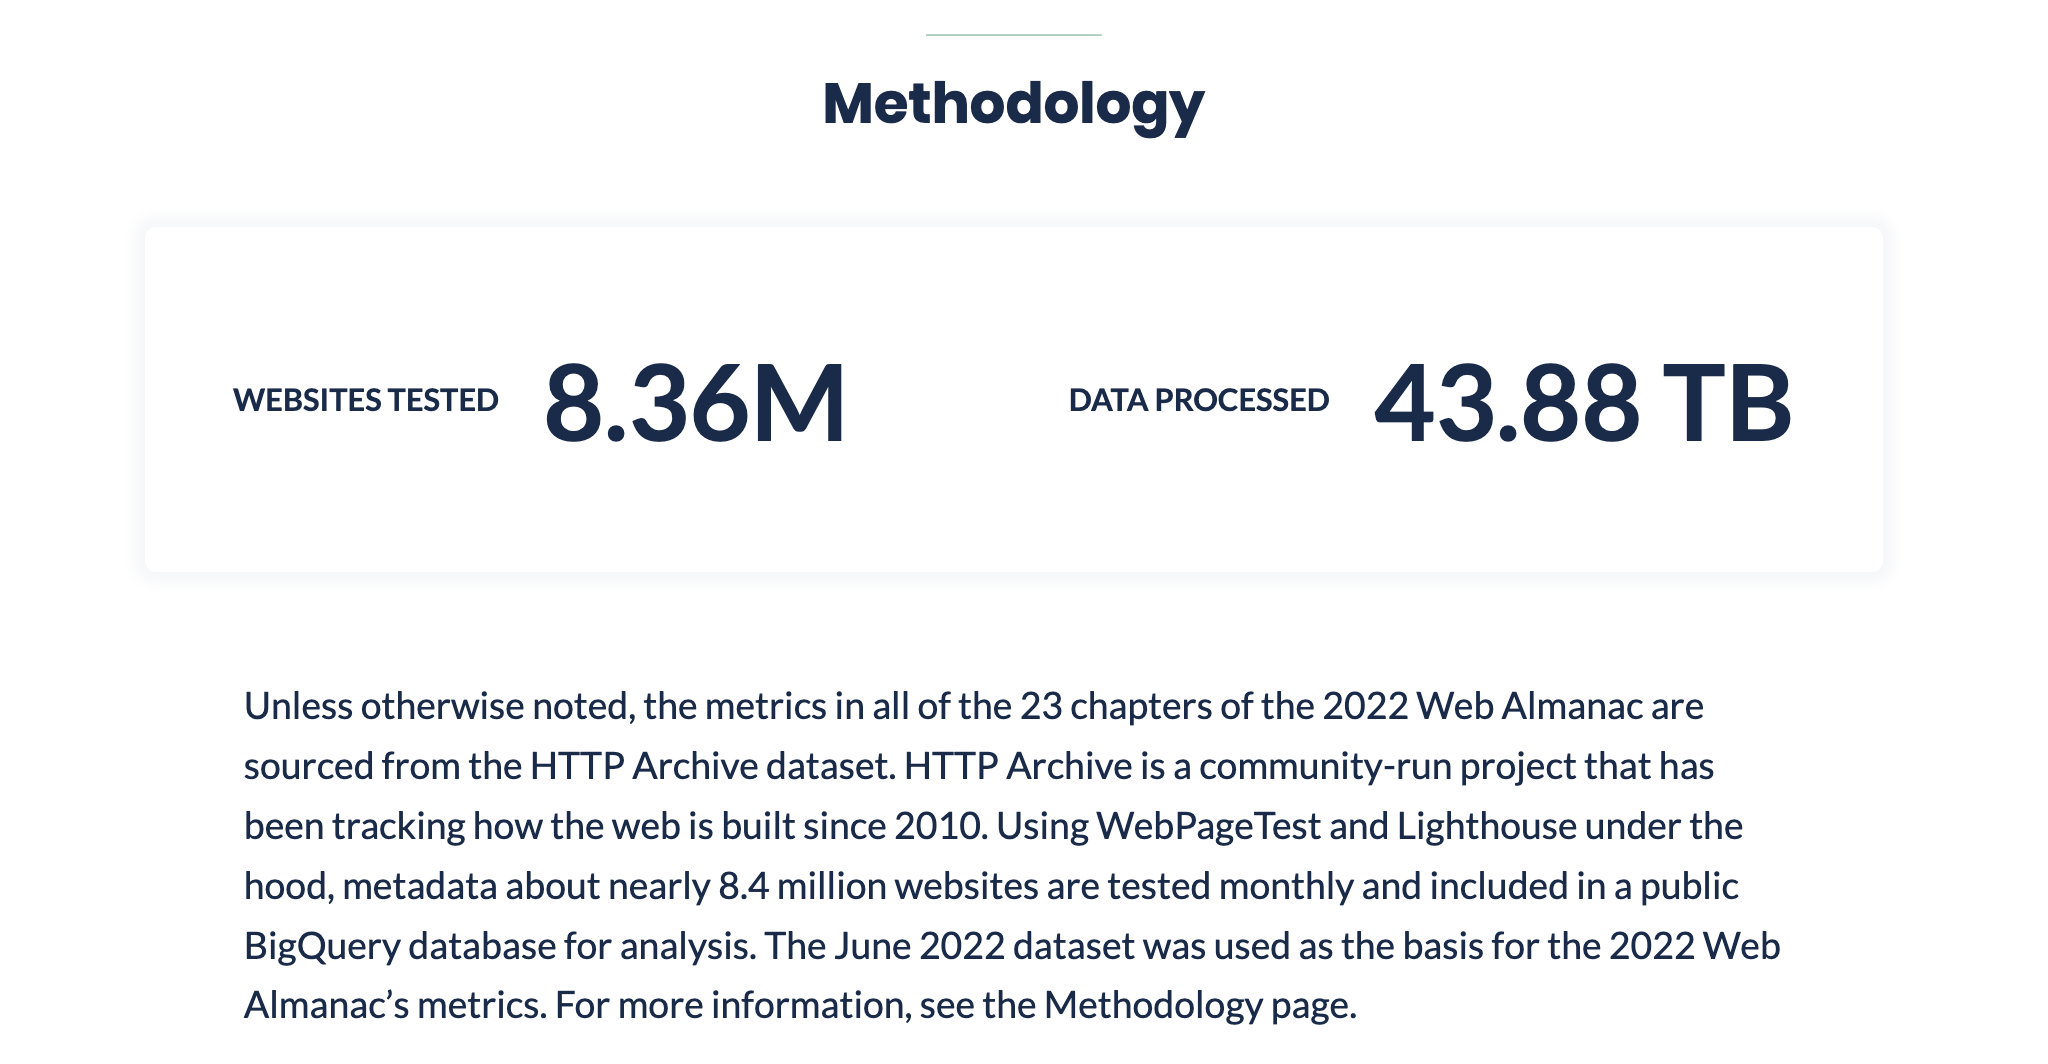 Methodology
WEBSITES TESTED 8.36M DATA PROCESSED 43.88 TB
Unless otherwise noted, the metrics in all of the 23 chapters of the 2022 Web Almanac are
sourced from the HTTP Archive dataset. HTTP Archive is a community-run project that has
been tracking how the web is built since 2010. Using WebPageTest and Lighthouse under the
hood, metadata about nearly 8.4 million websites are tested monthly and included in a public
BigQuery database for analysis. The June 2022 dataset was used as the basis for the 2022 Web
Almanac’s metrics. For more information, see the Methodology page.